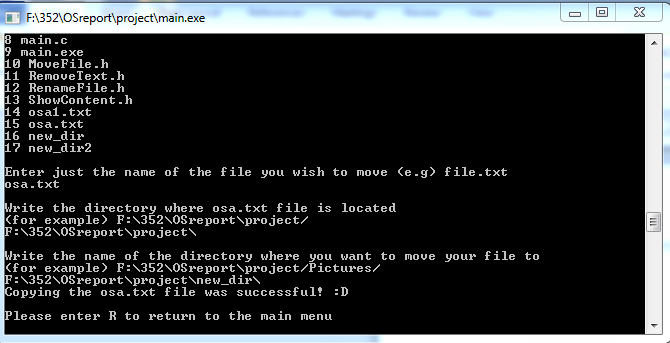 F:\352\OSreport\project\main.exe
8 main.c
9 main.exe
10 MoveFile.h
11 RemoveText.h
12 RenameFile.h
13 ShowContent.h
14 osa1.txt
15 osa.txt
16 new_dir
17 new_dir2
Enter just the name of the file you wish to move (e.g) file.txt
osa.txt
Write the directory where osa.txt file is located
(for example) F:\352\OSreport\project/
F:\352\OSreport\project\
Write the name of the directory where you want to move your file to
(for example) F:\352\OSreport\project/Pictures/
F:\352\OSreport\project\new_dir\
Copying the osa.txt file was successful! :D
Please enter R to return to the main menu